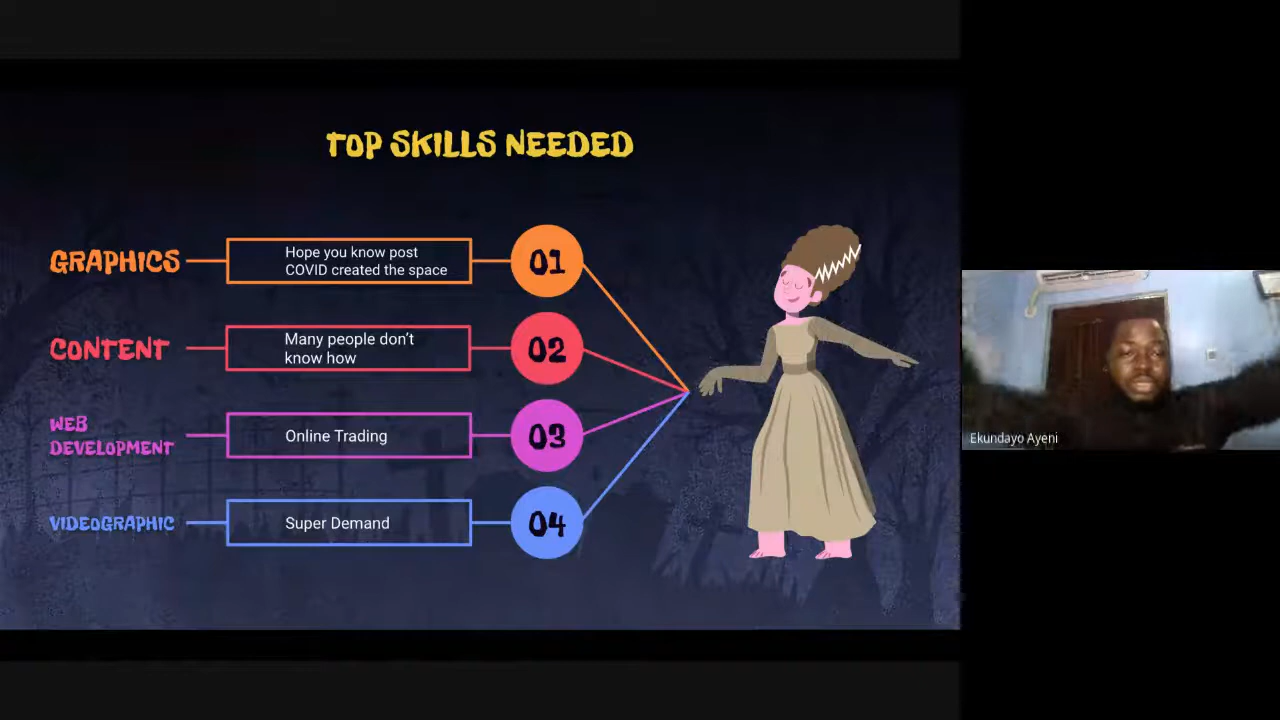 TOP SKILLS NEEDED
GRAPHICS
Hope you know post
COVID created the space
01
CONTENT
Many people don't
know how
02
WEB
DEVELOPMENT
Online Trading
03
VIDEOGRAPHIC
Super Demand
04
Ekundayo Ayeni